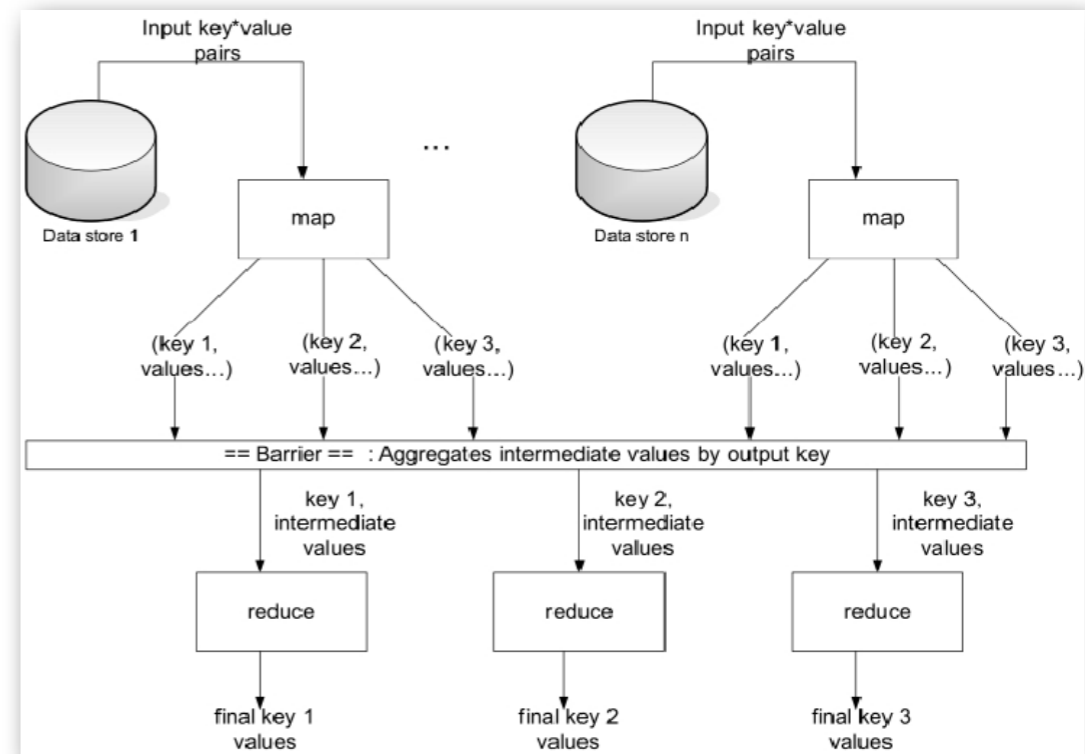 Input key*value
pairs
Input key*value
pairs
...
map
map
Data store 1
Data store n
(key 1,
values...)
(key 2,
values...)
(key 3,
values...)
(key 1,
values...)
(key 2,
values...)
(key 3,
values...)
== Barrier == : Aggregates intermediate values by output key
key 1,
intermediate
values
key 2,
intermediate
values
key 3,
intermediate
values
reduce
reduce
reduce
final key 1
values
final key 2
values
final key 3
values